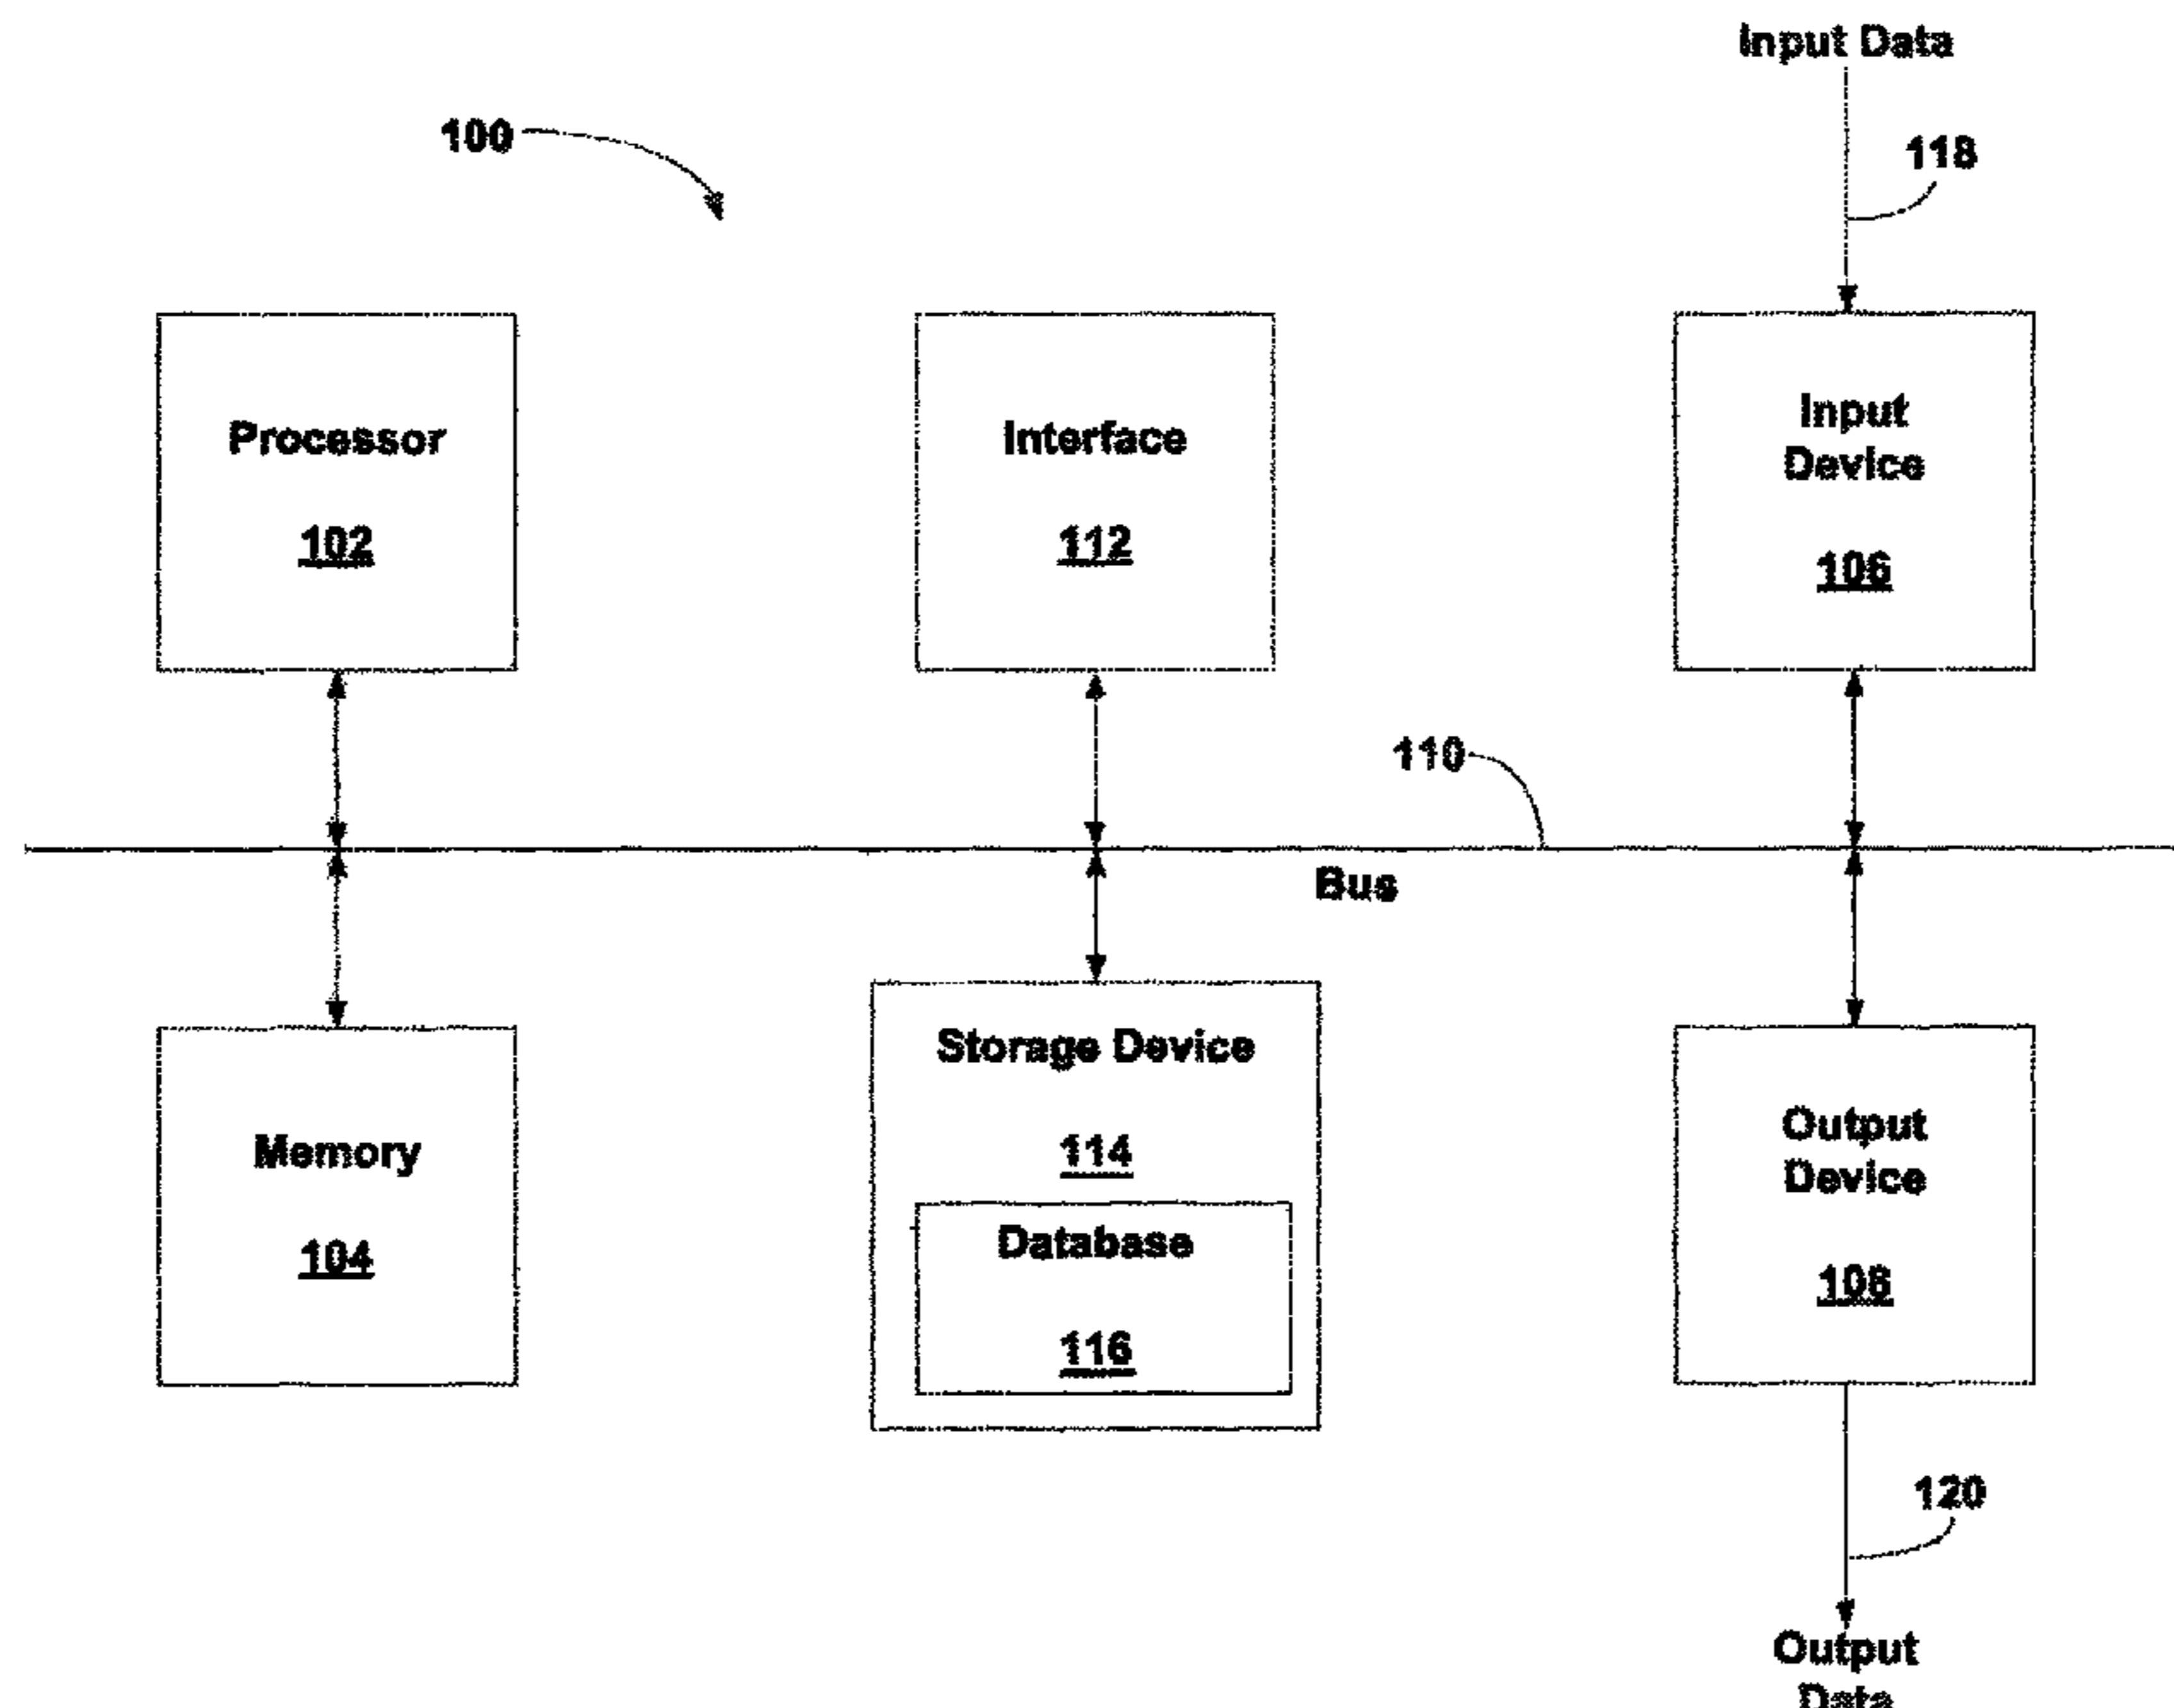 Input Data
100
118
Processor
102
Interface
112
Input
Device
106
110
Bus
Memory
104
Storage Device
114
Database
116
Output
Device
108
120
Output
Data